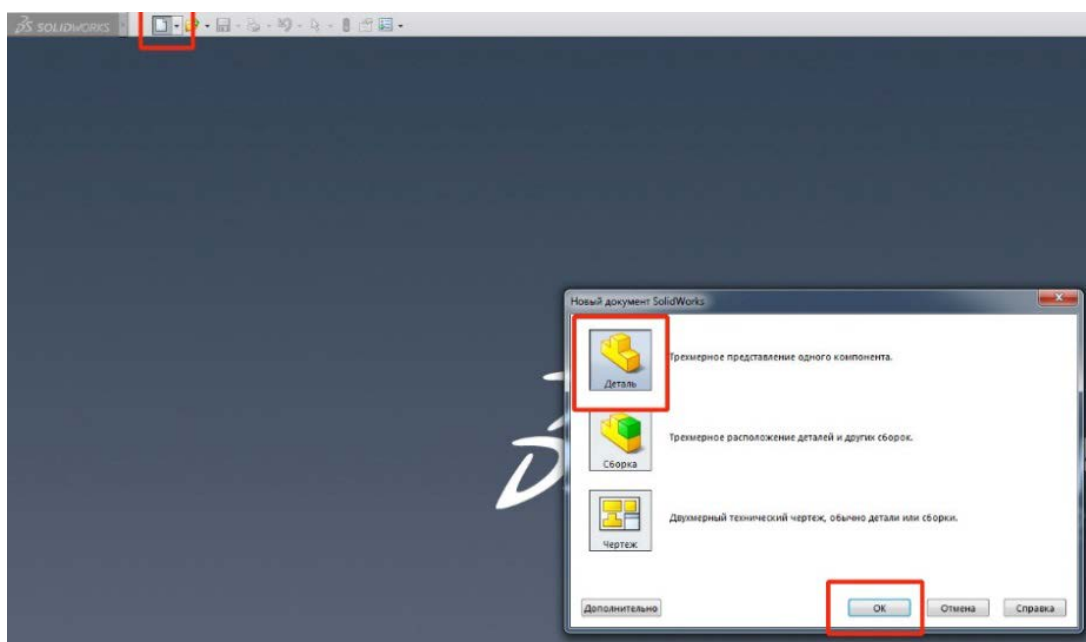 SOLIDWORKS
Новый документ SolidWorks
Трехмерное представление одного компонента.
Деталь
Трехмерное расположение деталей и других сборок.
Сборка
Двухмерный технический чертеж, обычно детали или сборки.
Чертеж
Дополнительно
OK
Отмена
Справка